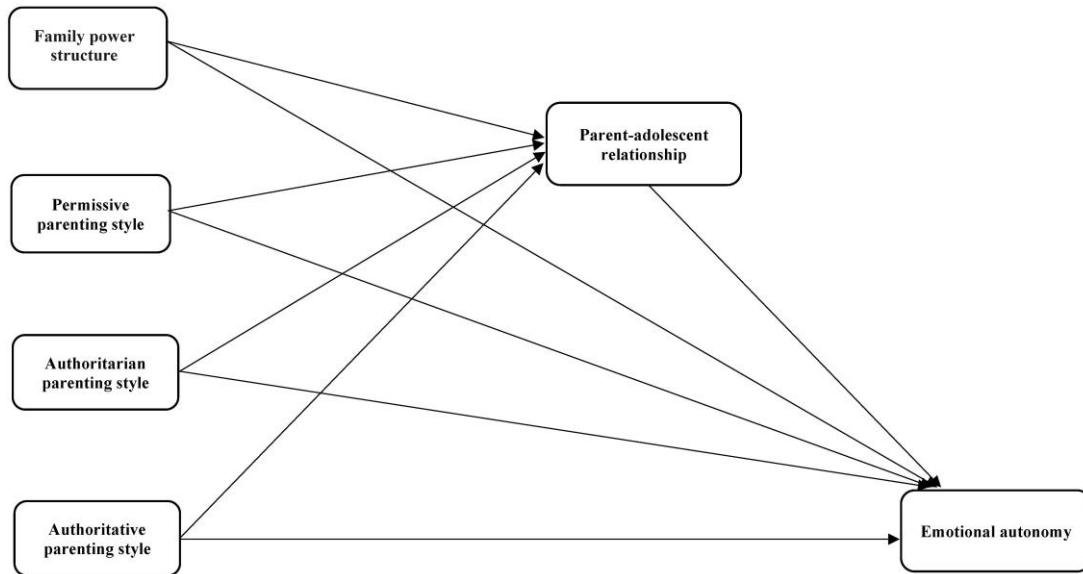 Family power
structure
Parent-adolescent
relationship
Permissive
parenting style
Authoritarian
parenting style
Authoritative
parenting style
Emotional autonomy